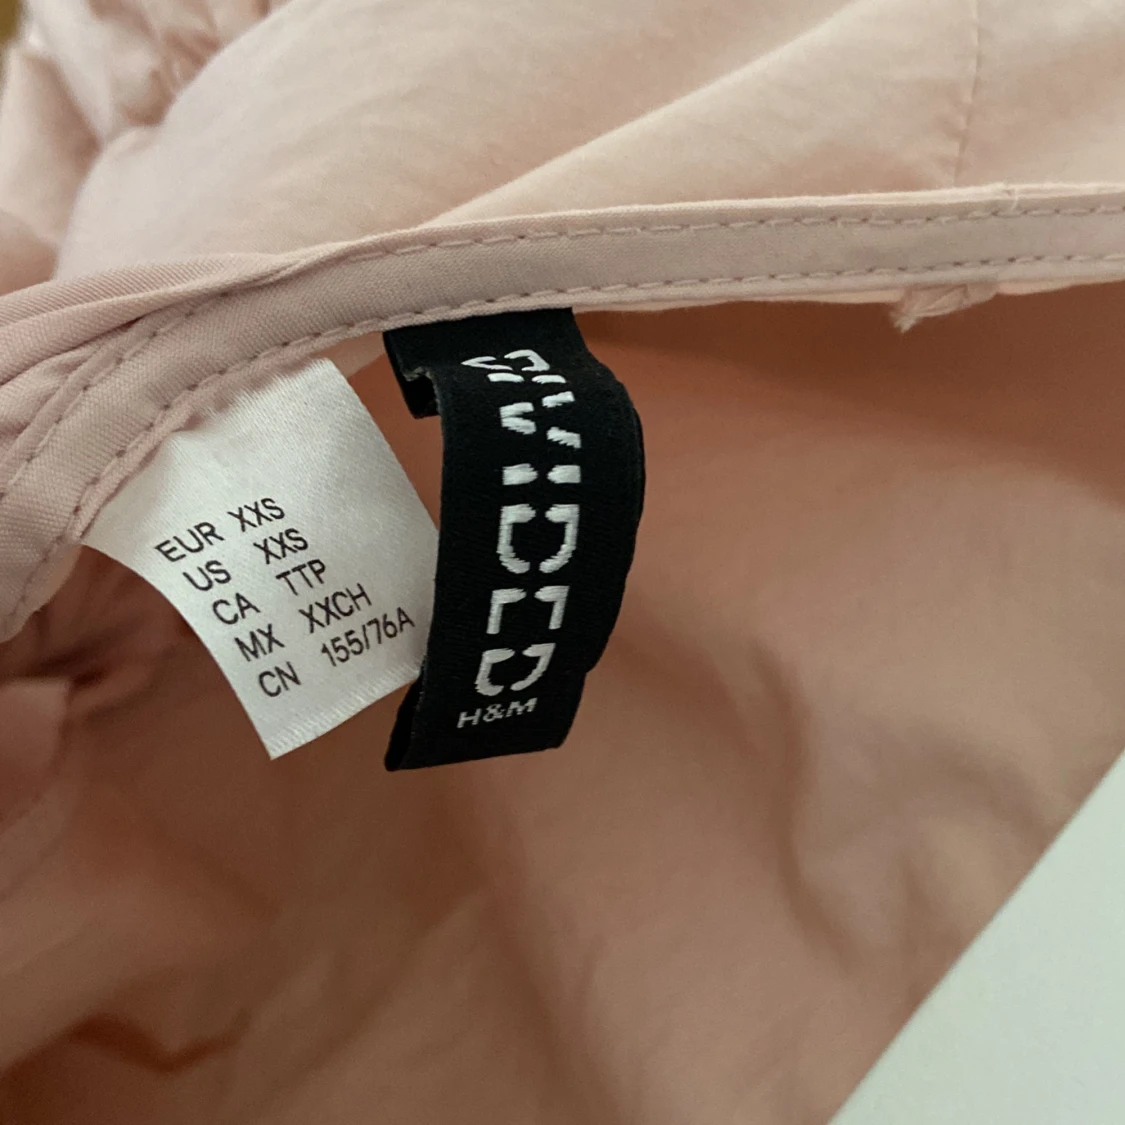 EUR XXS
US XXS
CA TTP
MX XXCH
CN 155/76A
DIVIDED
H&M